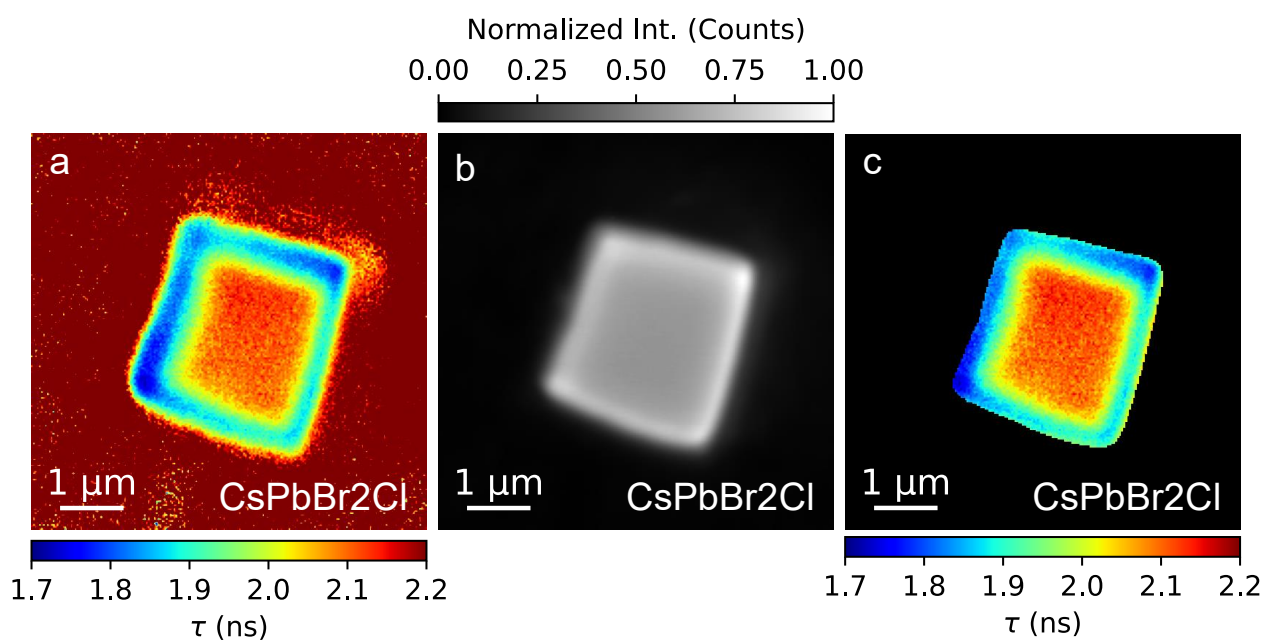 Normalized Int. (Counts)
0.00 0.25 0.50 0.75 1.00
a
b
c
1 μm
CsPbBr2Cl
1 μm
CsPbBr2Cl
1 μm
CsPbBr2Cl
1.7 1.8 1.9 2.0 2.1 2.2
τ (ns)
1.7 1.8 1.9 2.0 2.1 2.2
τ (ns)